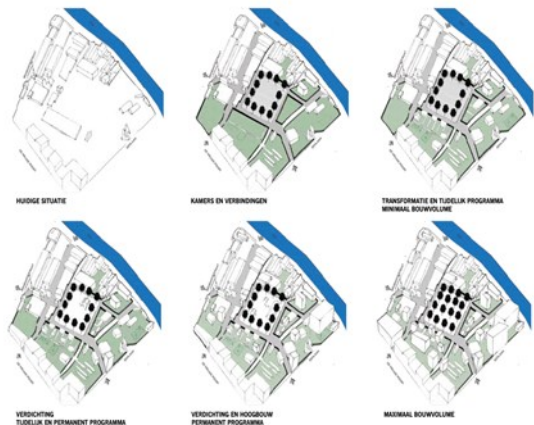 HUIDIGE SITUATIE
KAMERS EN VERBINDINGEN
TRANSFORMATIE EN TIJDELIJK PROGRAMMA
MINIMAAL BOUWVOLUME
VERDICHTING
TIJDELIJK EN PERMANENT PROGRAMMA
VERDICHTING EN HOOGBOUW
PERMANENT PROGRAMMA
MAXIMAAL BOUWVOLUME